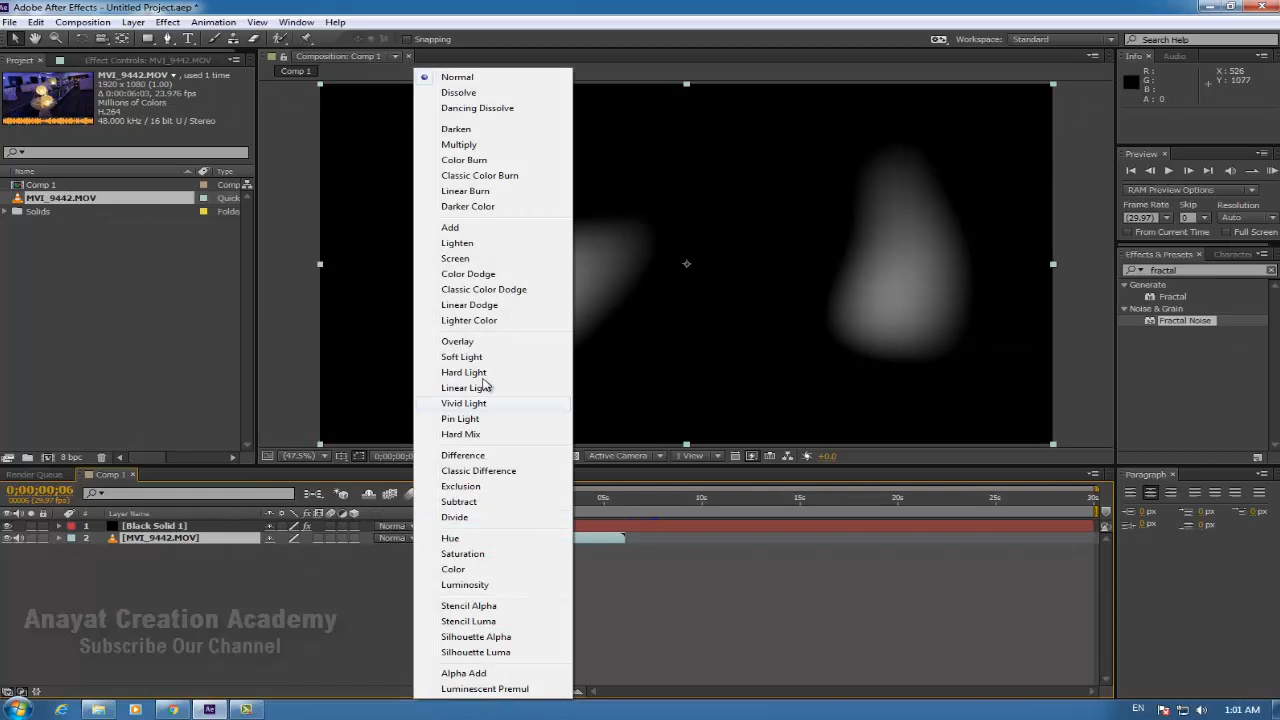 Adobe After Effects - Untitled Project.aep *
File Edit Composition Layer Effect Animation View Window Help
Snapping
Workspace: Standard
Search Help
Project
Effect Controls: MVI_9442.MOV
Composition: Comp 1
Info
Audio
MVI_9442.MOV , used 1 time
1920 x 1080 (1.00)
Δ 0:00:06:03, 23.976 fps
Millions of Colors
H.264
48.000 kHz / 16 bit U / Stereo
Comp 1
R :
G :
B :
A : 0
X : 526
Y : 1077
Name
Type
Comp 1
Comp
MVI_9442.MOV
Quick
Solids
Folde
8 bpc
Normal
Dissolve
Dancing Dissolve
Darken
Multiply
Color Burn
Classic Color Burn
Linear Burn
Darker Color
Add
Lighten
Screen
Color Dodge
Classic Color Dodge
Linear Dodge
Lighter Color
Overlay
Soft Light
Hard Light
Linear Light
Vivid Light
Pin Light
Hard Mix
Difference
Classic Difference
Exclusion
Subtract
Divide
Hue
Saturation
Color
Luminosity
Stencil Alpha
Stencil Luma
Silhouette Alpha
Silhouette Luma
Alpha Add
Luminescent Premul
Preview
RAM Preview Options
Frame Rate Skip Resolution
(29.97) 0 Auto
From Current Time Full Screen
Effects & Presets
Character
fractal
Generate
Fractal
Noise & Grain
Fractal Noise
(47.5%)
0;00;0
Active Camera
1 View
+0.0
Render Queue
Comp 1
0;00;00;06
00006 (29.97 fps)
05s 10s 15s 20s 25s 30s
# Layer Name
1 [Black Solid 1] Norma
2 [MVI_9442.MOV] Norma
Paragraph
0 px 0 px 0 px
0 px 0 px
Anayat Creation Academy
Subscribe Our Channel
EN
1:01 AM